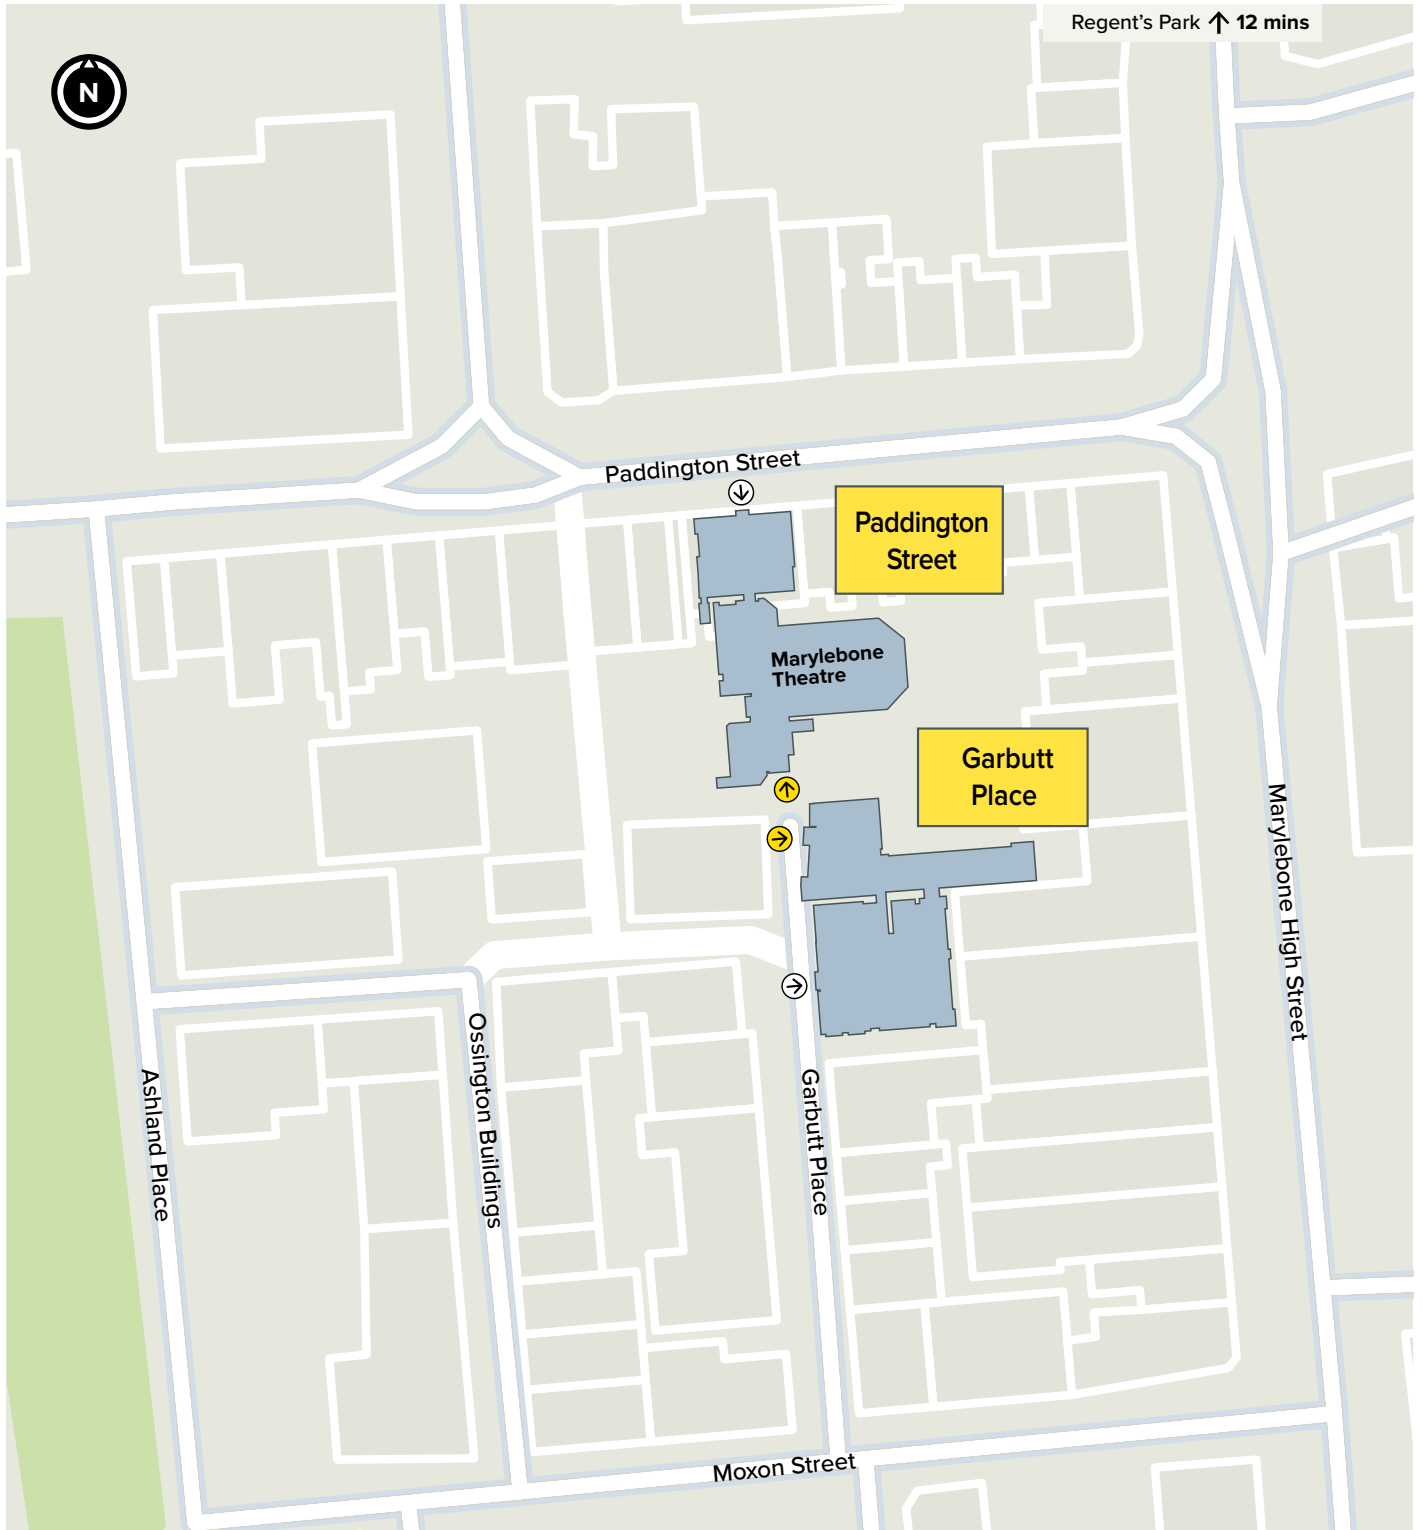 Regent's Park ↑ 12 mins
N
Paddington Street
Paddington
Street
Marylebone
Theatre
Garbutt
Place
Marylebone High Street
Ossington Buildings
Ashland Place
Garbutt Place
Moxon Street